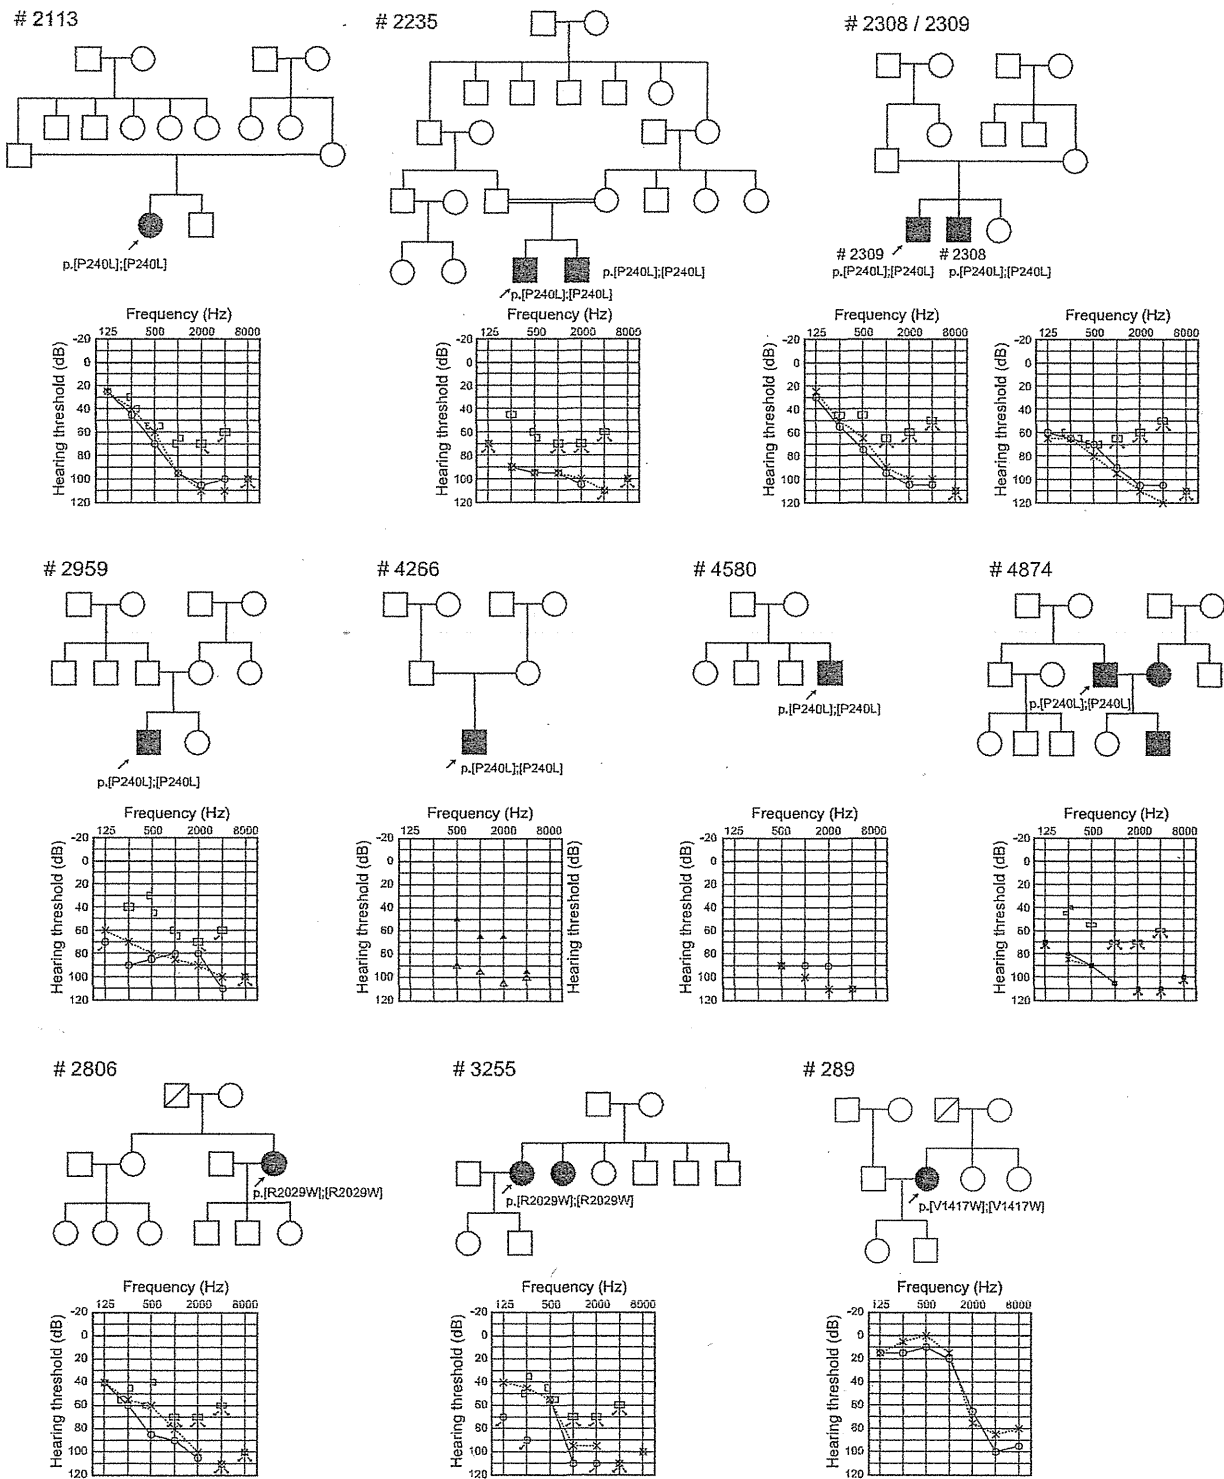 # 2113
# 2235
# 2308 / 2309
p.[P240L];[P240L]
p.[P240L];[P240L]
p.[P240L];[P240L]
# 2309
# 2308
p.[P240L];[P240L]
p.[P240L];[P240L]
Frequency (Hz)
125 500 2000 8000
Hearing threshold (dB)
-20
0
20
40
60
80
100
120
Frequency (Hz)
125 500 2000 8000
Hearing threshold (dB)
-20
0
20
40
60
80
100
120
Frequency (Hz)
125 500 2000 8000
Hearing threshold (dB)
-20
0
20
40
60
80
100
120
Frequency (Hz)
125 500 2000 8000
Hearing threshold (dB)
-20
0
20
40
60
80
100
120
# 2959
# 4266
# 4580
# 4874
p.[P240L];[P240L]
p.[P240L];[P240L]
p.[P240L];[P240L]
p.[P240L];[P240L]
Frequency (Hz)
125 500 2000 8000
Hearing threshold (dB)
-20
0
20
40
60
80
100
120
Frequency (Hz)
125 500 2000 8000
Hearing threshold (dB)
-20
0
20
40
60
80
100
120
Hearing threshold (dB)
Frequency (Hz)
125 500 2000 8000
Hearing threshold (dB)
-20
0
20
40
60
80
100
120
Frequency (Hz)
125 500 2000 8000
Hearing threshold (dB)
-20
0
20
40
60
80
100
120
# 2806
# 3255
# 289
p.[R2029W];[R2029W]
p.[R2029W];[R2029W]
p.[V1417W];[V1417W]
Frequency (Hz)
125 500 2000 8000
Hearing threshold (dB)
-20
0
20
40
60
80
100
120
Frequency (Hz)
125 500 2000 8000
Hearing threshold (dB)
-20
0
20
40
60
80
100
120
Frequency (Hz)
125 500 2000 8000
Hearing threshold (dB)
-20
0
20
40
60
80
100
120